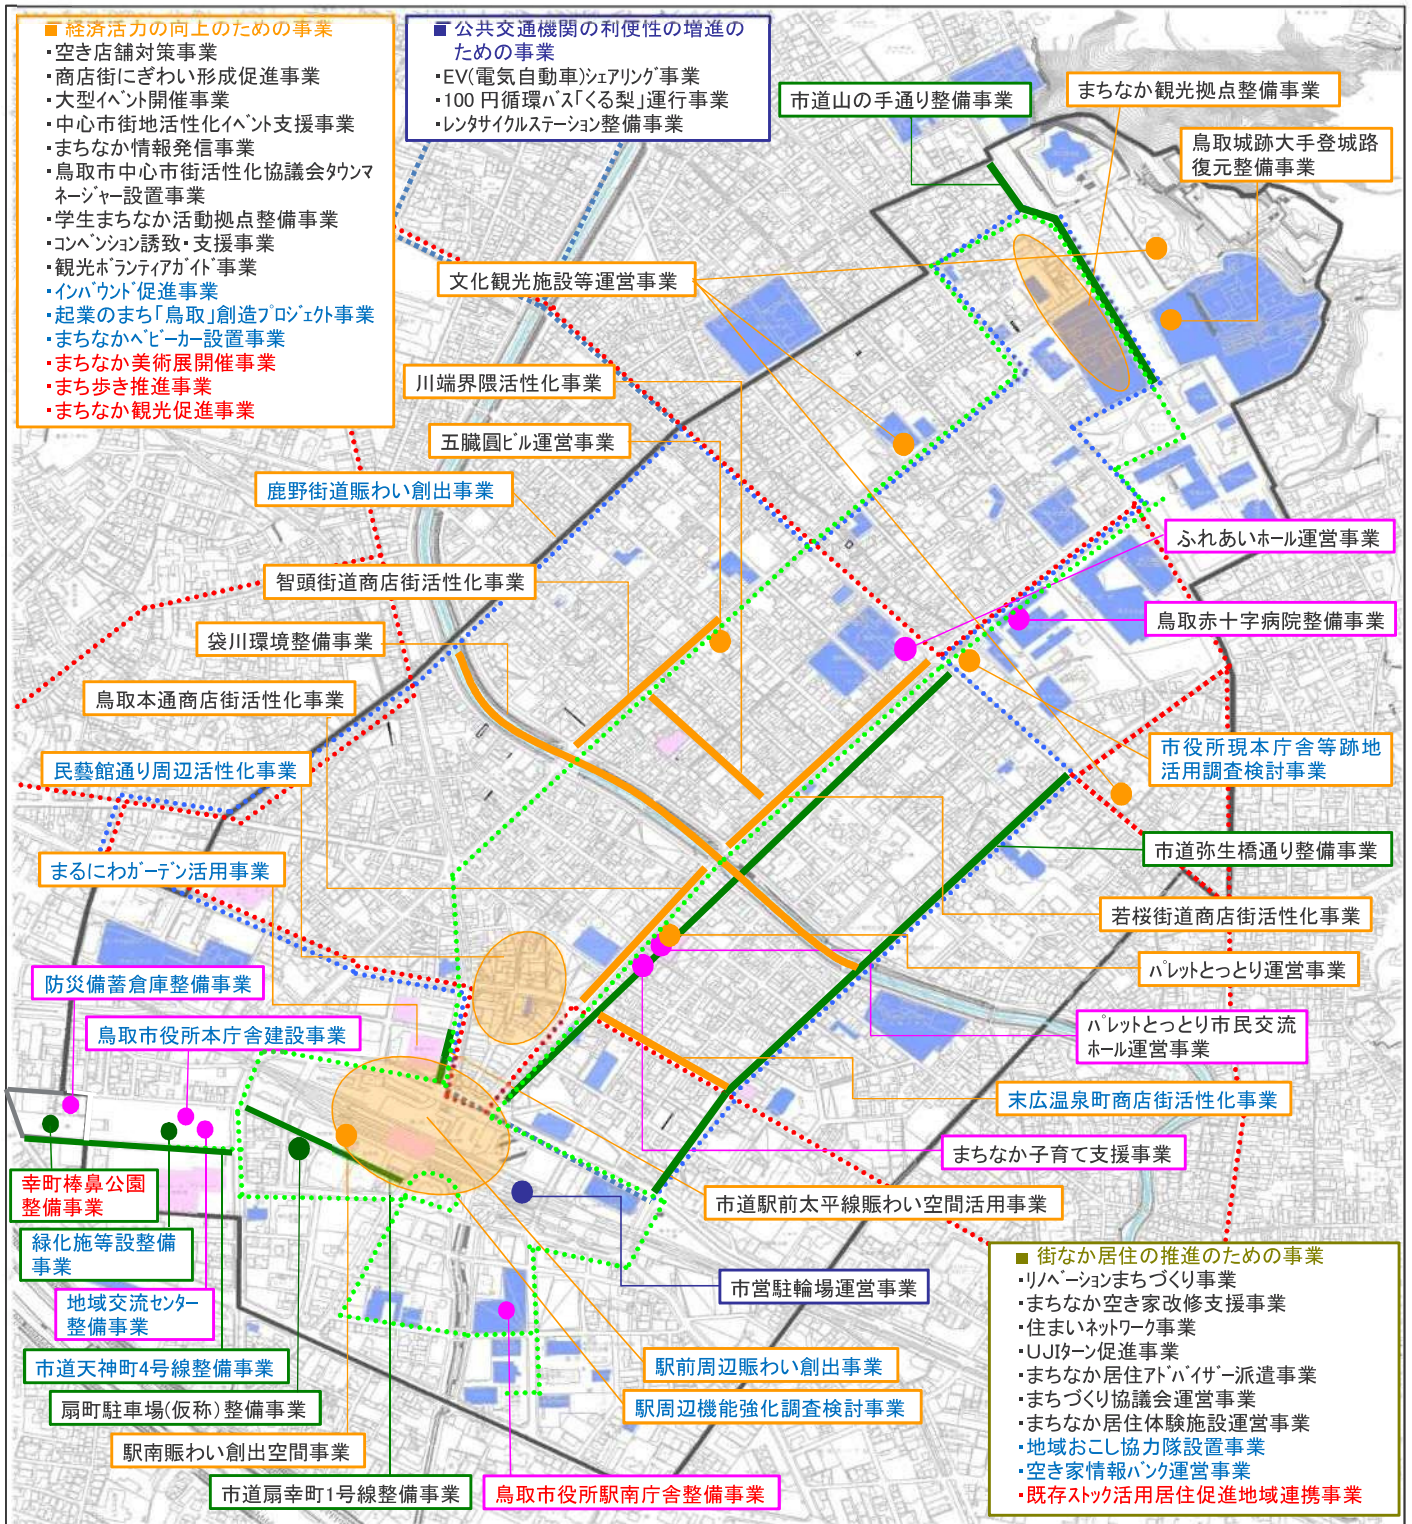 ■ 経済活力の向上のための事業
・空き店舗対策事業
・商店街にぎわい形成促進事業
・大型イベント開催事業
・中心市街地活性化イベント支援事業
・まちなか情報発信事業
・鳥取市中心市街活性化協議会タウンマ
ネージャー設置事業
・学生まちなか活動拠点整備事業
・コンベンション誘致・支援事業
・観光ボランティアガイド事業
・インバウンド促進事業
・起業のまち「鳥取」創造プロジェクト事業
・まちなかベビーカー設置事業
・まちなか美術展開催事業
・まち歩き推進事業
・まちなか観光促進事業
■ 公共交通機関の利便性の増進の
ための事業
・EV(電気自動車)シェアリング事業
・100 円循環バス「くる梨」運行事業
・レンタサイクルステーション整備事業
市道山の手通り整備事業
まちなか観光拠点整備事業
鳥取城跡大手登城路
復元整備事業
文化観光施設等運営事業
川端界隈活性化事業
五臓圓ビル運営事業
鹿野街道賑わい創出事業
ふれあいホール運営事業
智頭街道商店街活性化事業
鳥取赤十字病院整備事業
袋川環境整備事業
鳥取本通商店街活性化事業
市役所現本庁舎等跡地
活用調査検討事業
民藝館通り周辺活性化事業
市道弥生橋通り整備事業
まるにわガーデン活用事業
若桜街道商店街活性化事業
パレットとっとり運営事業
防災備蓄倉庫整備事業
パレットとっとり市民交流
ホール運営事業
鳥取市役所本庁舎建設事業
末広温泉町商店街活性化事業
まちなか子育て支援事業
幸町棒鼻公園
整備事業
市道駅前太平線賑わい空間活用事業
緑化施等設整備
事業
市営駐輪場運営事業
地域交流センター
整備事業
市道天神町4号線整備事業
駅前周辺賑わい創出事業
扇町駐車場(仮称)整備事業
駅周辺機能強化調査検討事業
駅南賑わい創出空間事業
市道扇幸町1号線整備事業
鳥取市役所駅南庁舎整備事業
■ 街なか居住の推進のための事業
・リノベーションまちづくり事業
・まちなか空き家改修支援事業
・住まいネットワーク事業
・UJIターン促進事業
・まちなか居住アドバイザー派遣事業
・まちづくり協議会運営事業
・まちなか居住体験施設運営事業
・地域おこし協力隊設置事業
・空き家情報バンク運営事業
・既存ストック活用居住促進地域連携事業